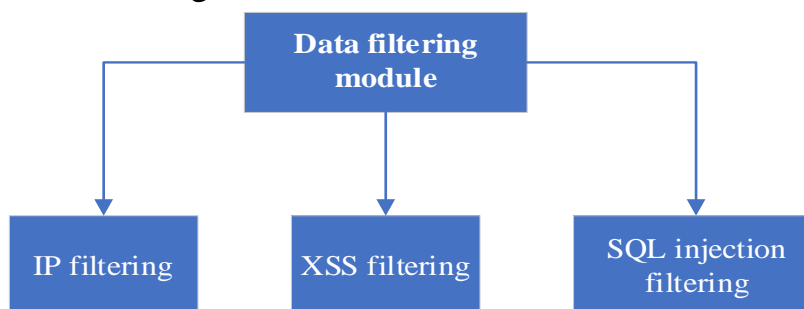 Data filtering
module
IP filtering
XSS filtering
SQL injection
filtering